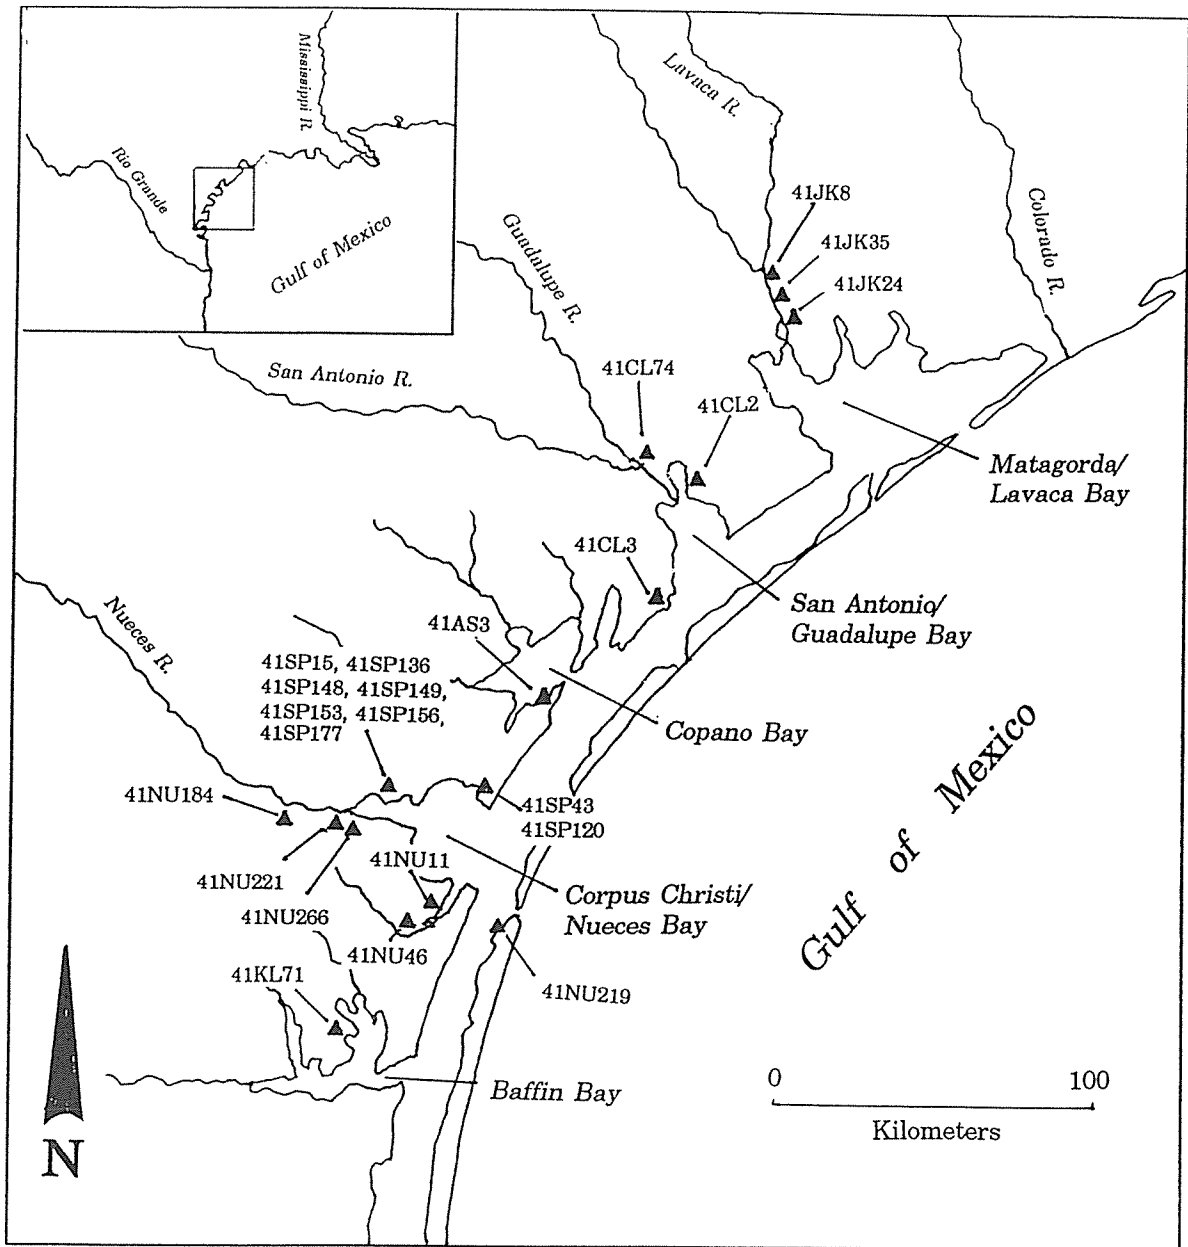 Mississippi R.
Rio Grande
Gulf of Mexico
Lavaca R.
Colorado R.
Guadalupe R.
San Antonio R.
Nueces R.
41JK8
41JK35
41JK24
41CL74
41CL2
Matagorda/
Lavaca Bay
41CL3
San Antonio/
Guadalupe Bay
41AS3
Copano Bay
41SP15, 41SP136
41SP148, 41SP149,
41SP153, 41SP156,
41SP177
41NU184
41SP43
41SP120
41NU221
41NU11
41NU266
41NU46
Corpus Christi/
Nueces Bay
41NU219
41KL71
Baffin Bay
Gulf of Mexico
N
0 100
Kilometers